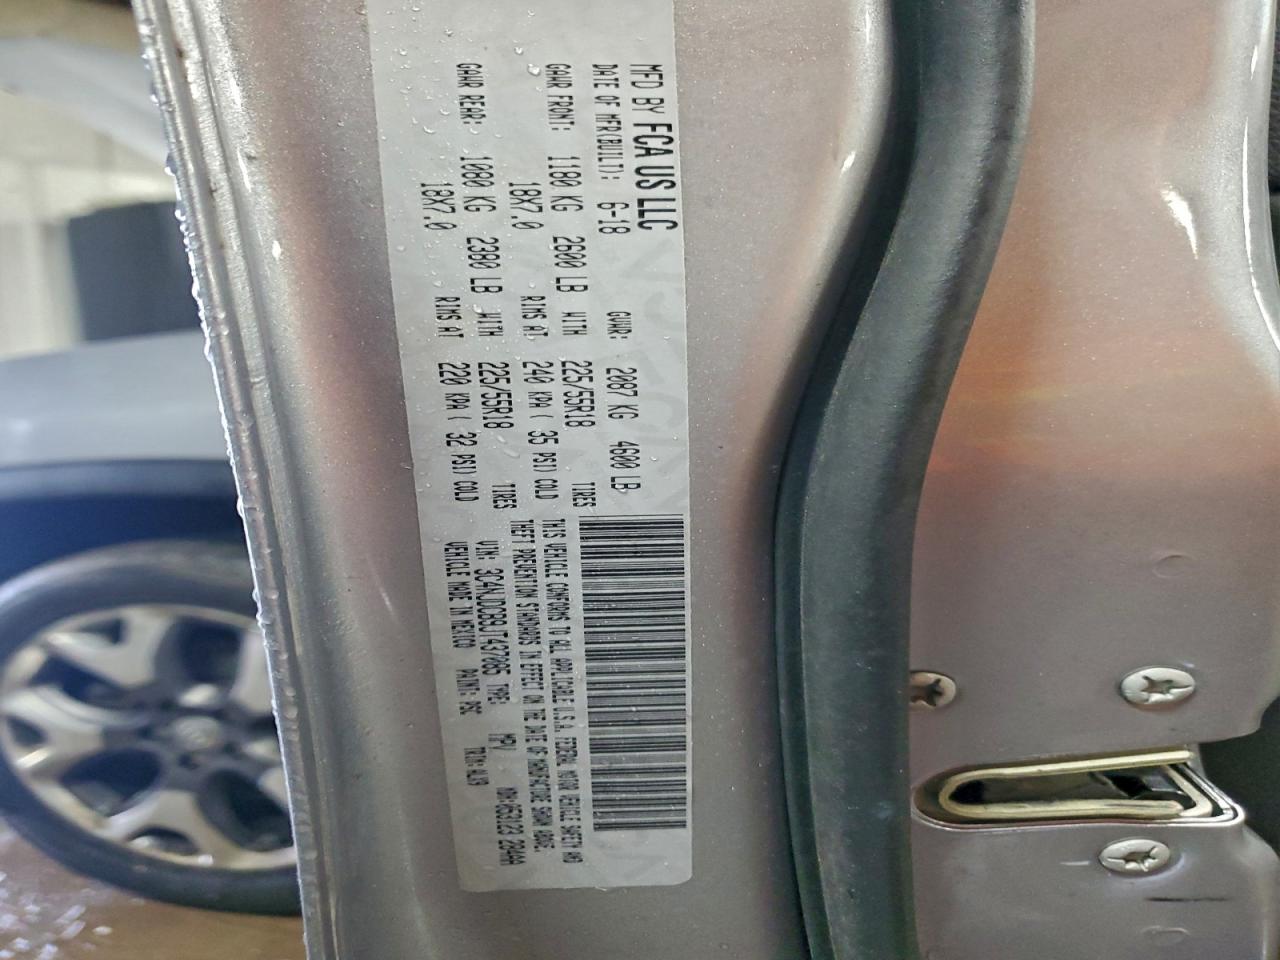 MFD BY FCA US LLC
DATE OF MFR(BUILT): 6-18 GVWR: 2087 KG 4600 LB
GAWR FRONT: 1180 KG 2600 LB WITH 225/55R18 TIRES
18X7.0 RIMS AT 240 KPA( 35 PSI) COLD
GAWR REAR: 1080 KG 2380 LB WITH 225/55R18 TIRES
18X7.0 RIMS AT 220 KPA( 32 PSI) COLD
THIS VEHICLE CONFORMS TO ALL APPLICABLE U.S.A. FEDERAL MOTOR VEHICLE SAFETY AND
THEFT PREVENTION STANDARDS IN EFFECT ON THE DATE OF MANUFACTURE SHOWN ABOVE.
VIN: 3C4NJDCB9JT437085 TYPE: MPV
VEHICLE MADE IN MEXICO PAINT: PSC TRIM: